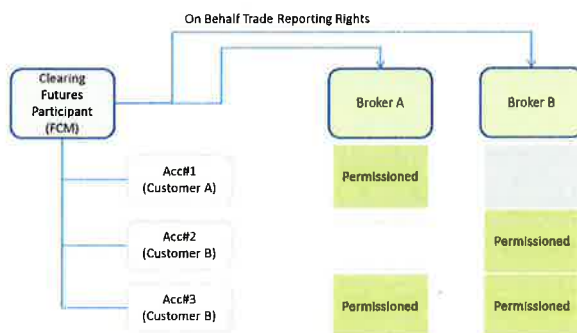 On Behalf Trade Reporting Rights
Clearing
Futures
Participant
(FCM)
Broker A
Broker B
Acc#1
(Customer A)
Permissioned
Acc#2
(Customer B)
Permissioned
Acc#3
(Customer B)
Permissioned
Permissioned